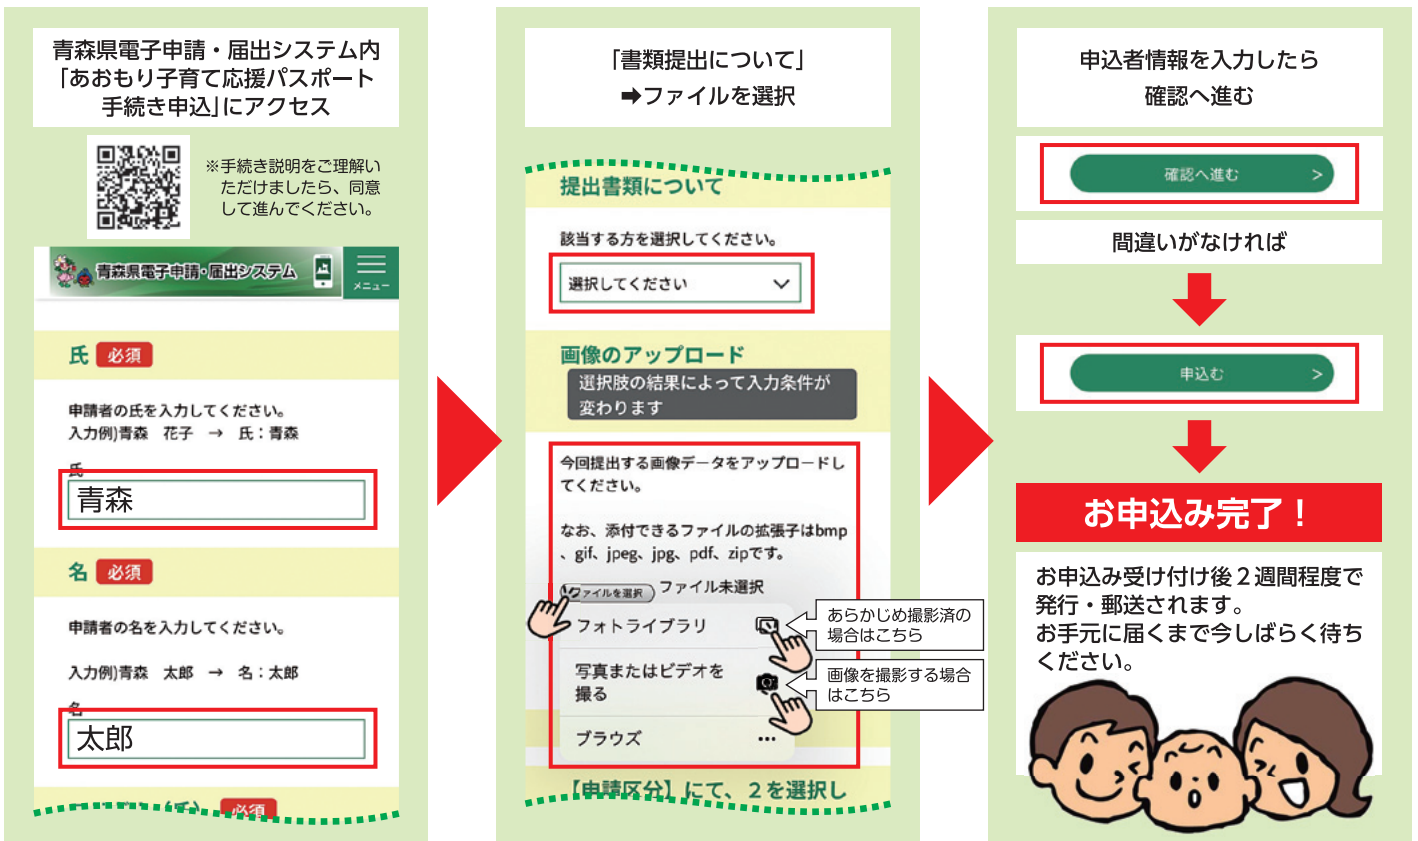 青森県電子申請・届出システム内
「あおもり子育て応援パスポート
手続き申込」にアクセス
※手続き説明をご理解い
ただけましたら、同意
して進んでください。
青森県電子申請・届出システム
メニュー
氏 必須
申請者の氏を入力してください。
入力例)青森 花子 → 氏：青森
氏
青森
名 必須
申請者の名を入力してください。
入力例)青森 太郎 → 名：太郎
名
太郎
必須
「書類提出について」
➡ファイルを選択
提出書類について
該当する方を選択してください。
選択してください
画像のアップロード
選択肢の結果によって入力条件が
変わります
今回提出する画像データをアップロードし
てください。
なお、添付できるファイルの拡張子はbmp
、gif、jpeg、jpg、pdf、zipです。
ファイルを選択 ファイル未選択
フォトライブラリ
あらかじめ撮影済の
場合はこちら
写真またはビデオを
撮る
画像を撮影する場合
はこちら
ブラウズ
【申請区分】にて、２を選択し
申込者情報を入力したら
確認へ進む
確認へ進む >
間違いがなければ
申込む >
お申込み完了！
お申込み受け付け後２週間程度で
発行・郵送されます。
お手元に届くまで今しばらく待ち
ください。